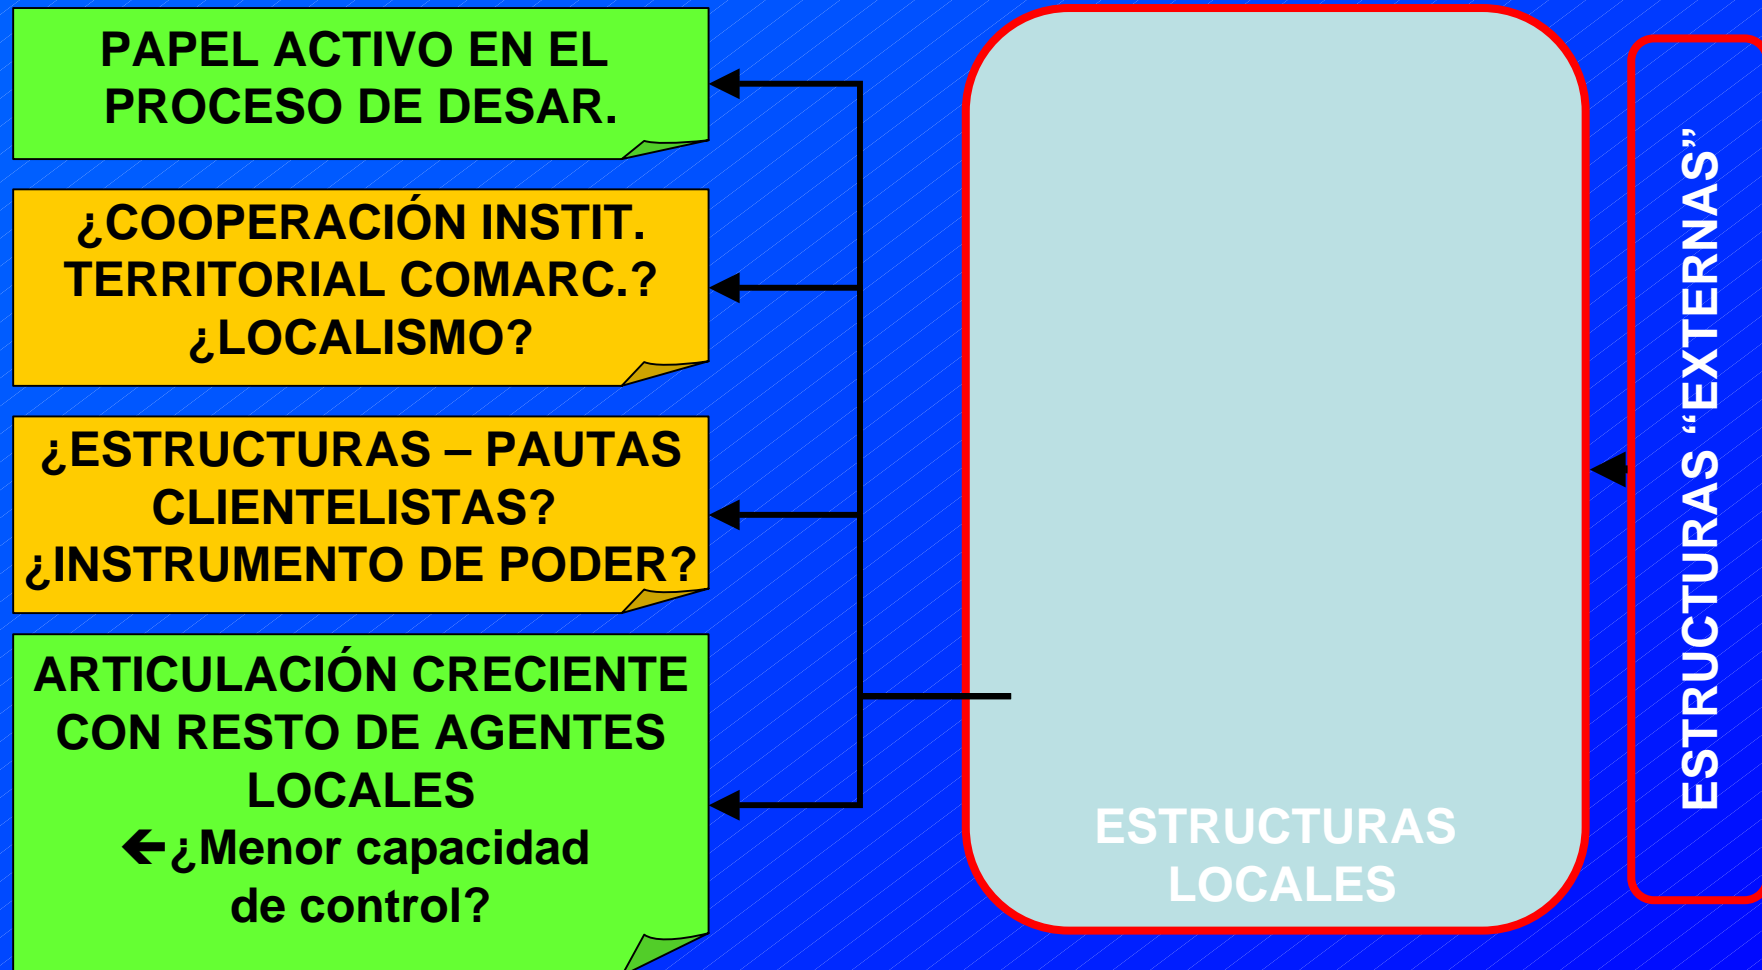 PAPEL ACTIVO EN EL
PROCESO DE DESAR.
¿COOPERACIÓN INSTIT.
TERRITORIAL COMARC.?
¿LOCALISMO?
¿ESTRUCTURAS – PAUTAS
CLIENTELISTAS?
¿INSTRUMENTO DE PODER?
ARTICULACIÓN CRECIENTE
CON RESTO DE AGENTES
LOCALES
🡸¿Menor capacidad
de control?
ESTRUCTURAS
LOCALES
ESTRUCTURAS “EXTERNAS”